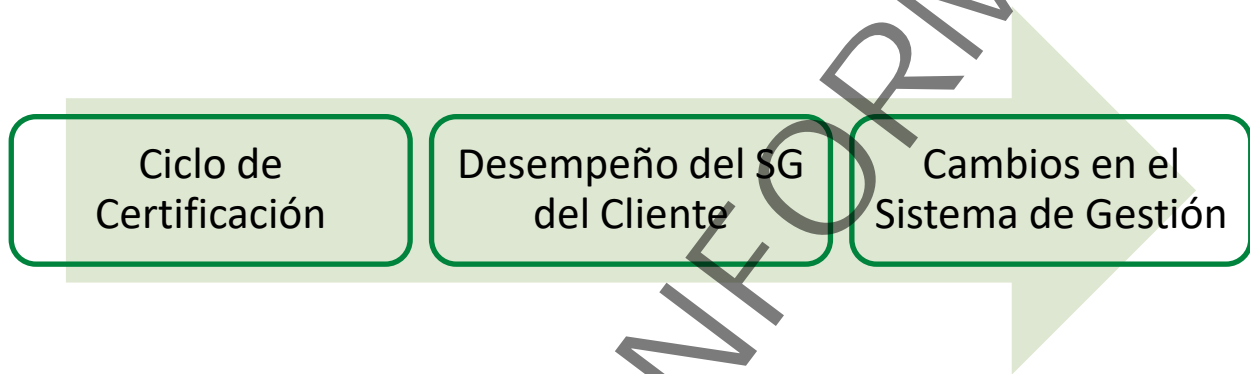 Ciclo de
Certificación
Desempeño del SG
del Cliente
Cambios en el
Sistema de Gestión